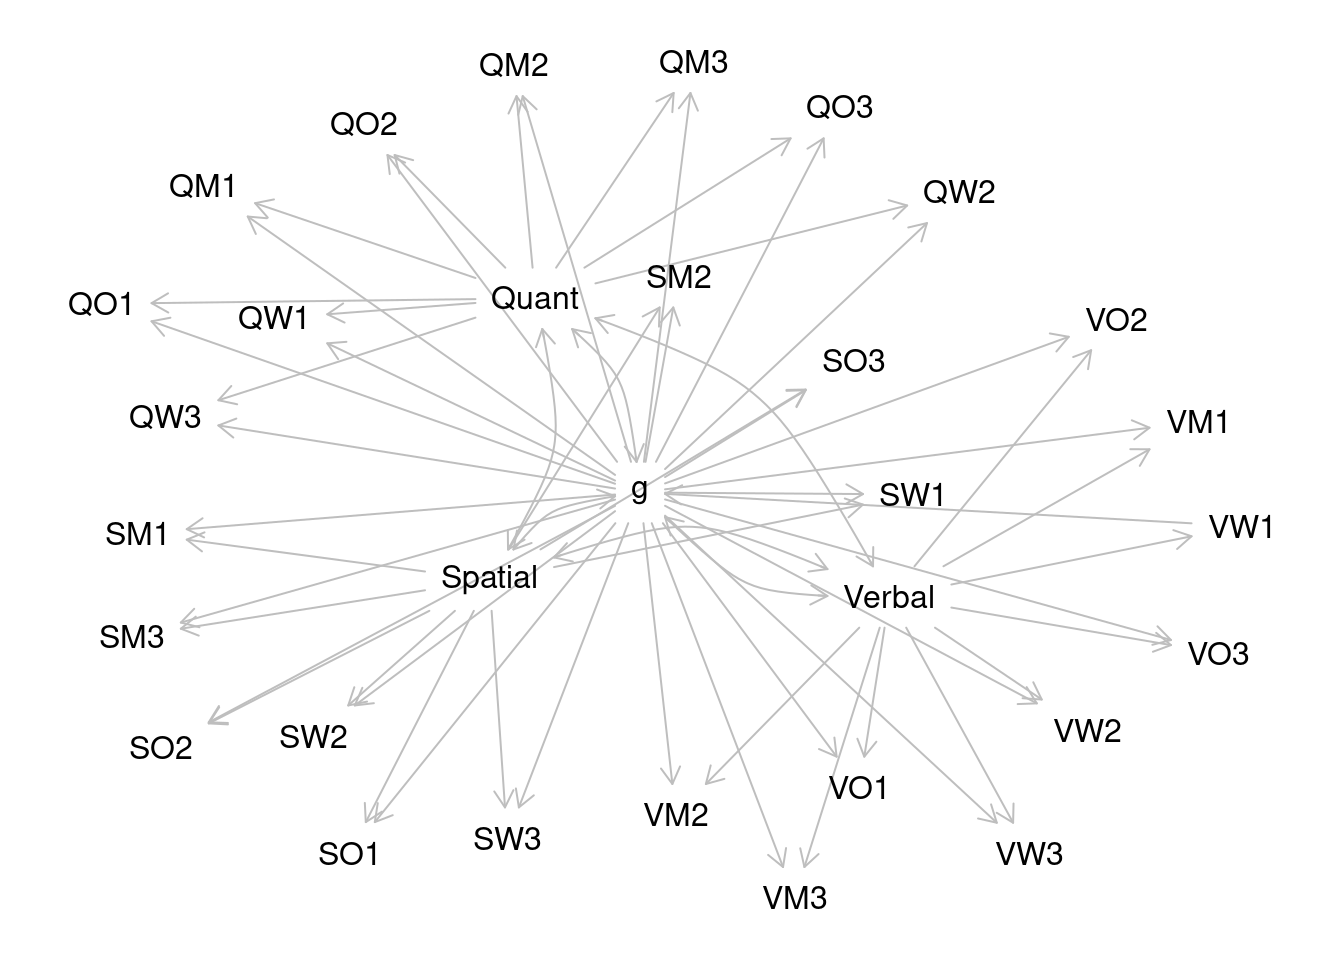 QM2
QM3
QO3
QO2
QM1
QW2
SM2
Quant
QO1
QW1
VO2
SO3
QW3
VM1
g
SW1
SM1
VW1
Spatial
Verbal
SM3
VO3
SO2
SW2
VW2
VO1
VM2
SW3
SO1
VW3
VM3